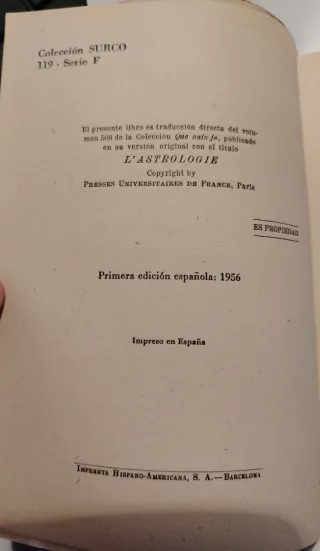 Colección SURCO
119 - Serie F
El presente libro es traducción directa del volu-
men 508 de la Colección Que sais-je, publicado
en su versión original con el título
L'ASTROLOGIE
Copyright by
PRESSES UNIVERSITAIRES DE FRANCE, París
ES PROPIEDAD
Primera edición española: 1956
Impreso en España
IMPRENTA HISPANO-AMERICANA, S. A.—BARCELONA